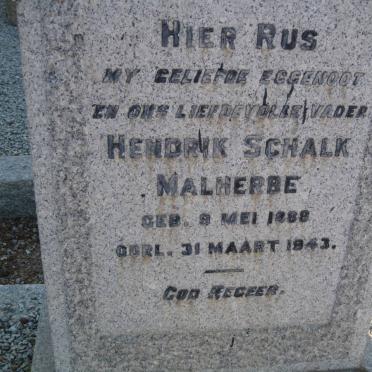 HIER RUS
MY GELIEFDE EGGENOOT
EN ONS LIEFDEVOLLE VADER
HENDRIK SCHALK
MALHERBE
GEB. 9 MEI 1888
OORL. 31 MAART 1943.
GOD REGEER.